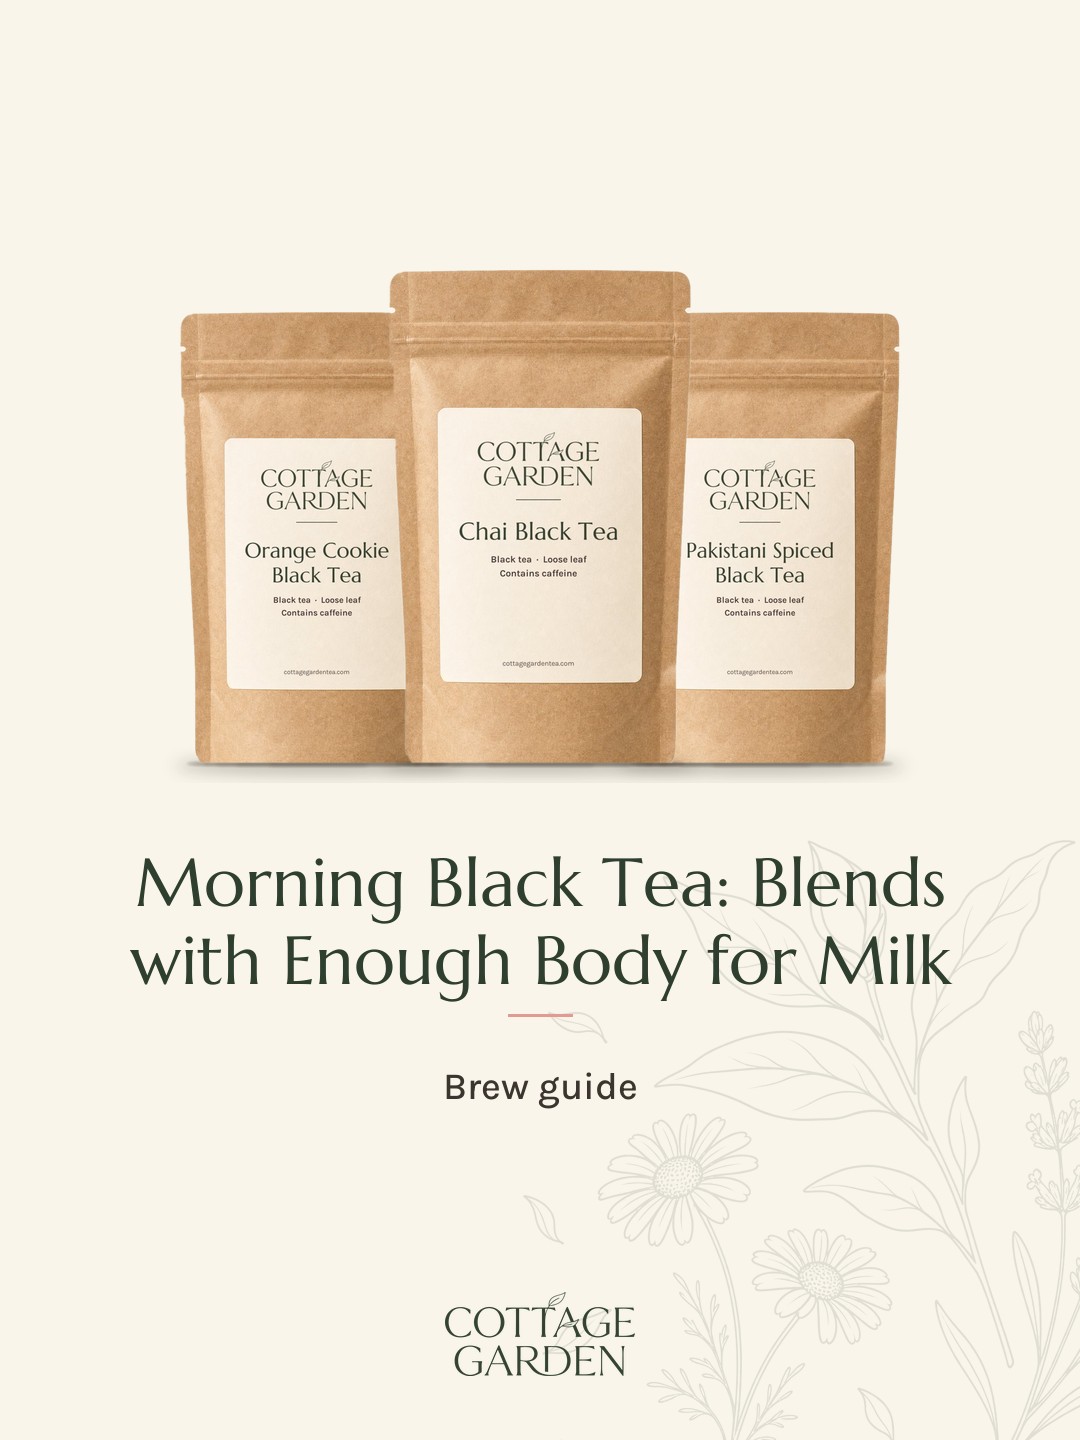 COTTAGE
GARDEN
Orange Cookie
Black Tea
Black tea · Loose leaf
Contains caffeine
cottagegardentea.com
COTTAGE
GARDEN
Chai Black Tea
Black tea · Loose leaf
Contains caffeine
cottagegardentea.com
COTTAGE
GARDEN
Pakistani Spiced
Black Tea
Black tea · Loose leaf
Contains caffeine
cottagegardentea.com
Morning Black Tea: Blends
with Enough Body for Milk
Brew guide
COTTAGE
GARDEN